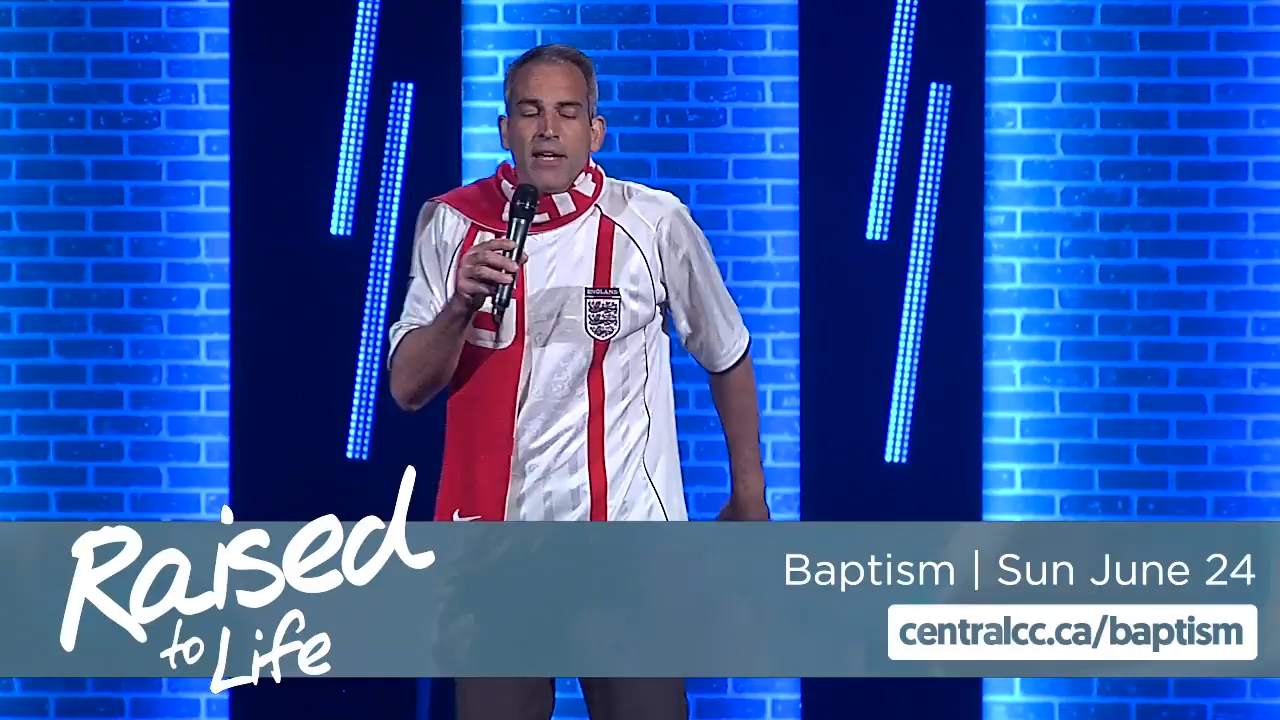 ENGLAND
Raised
to Life
Baptism | Sun June 24
centralcc.ca/baptism